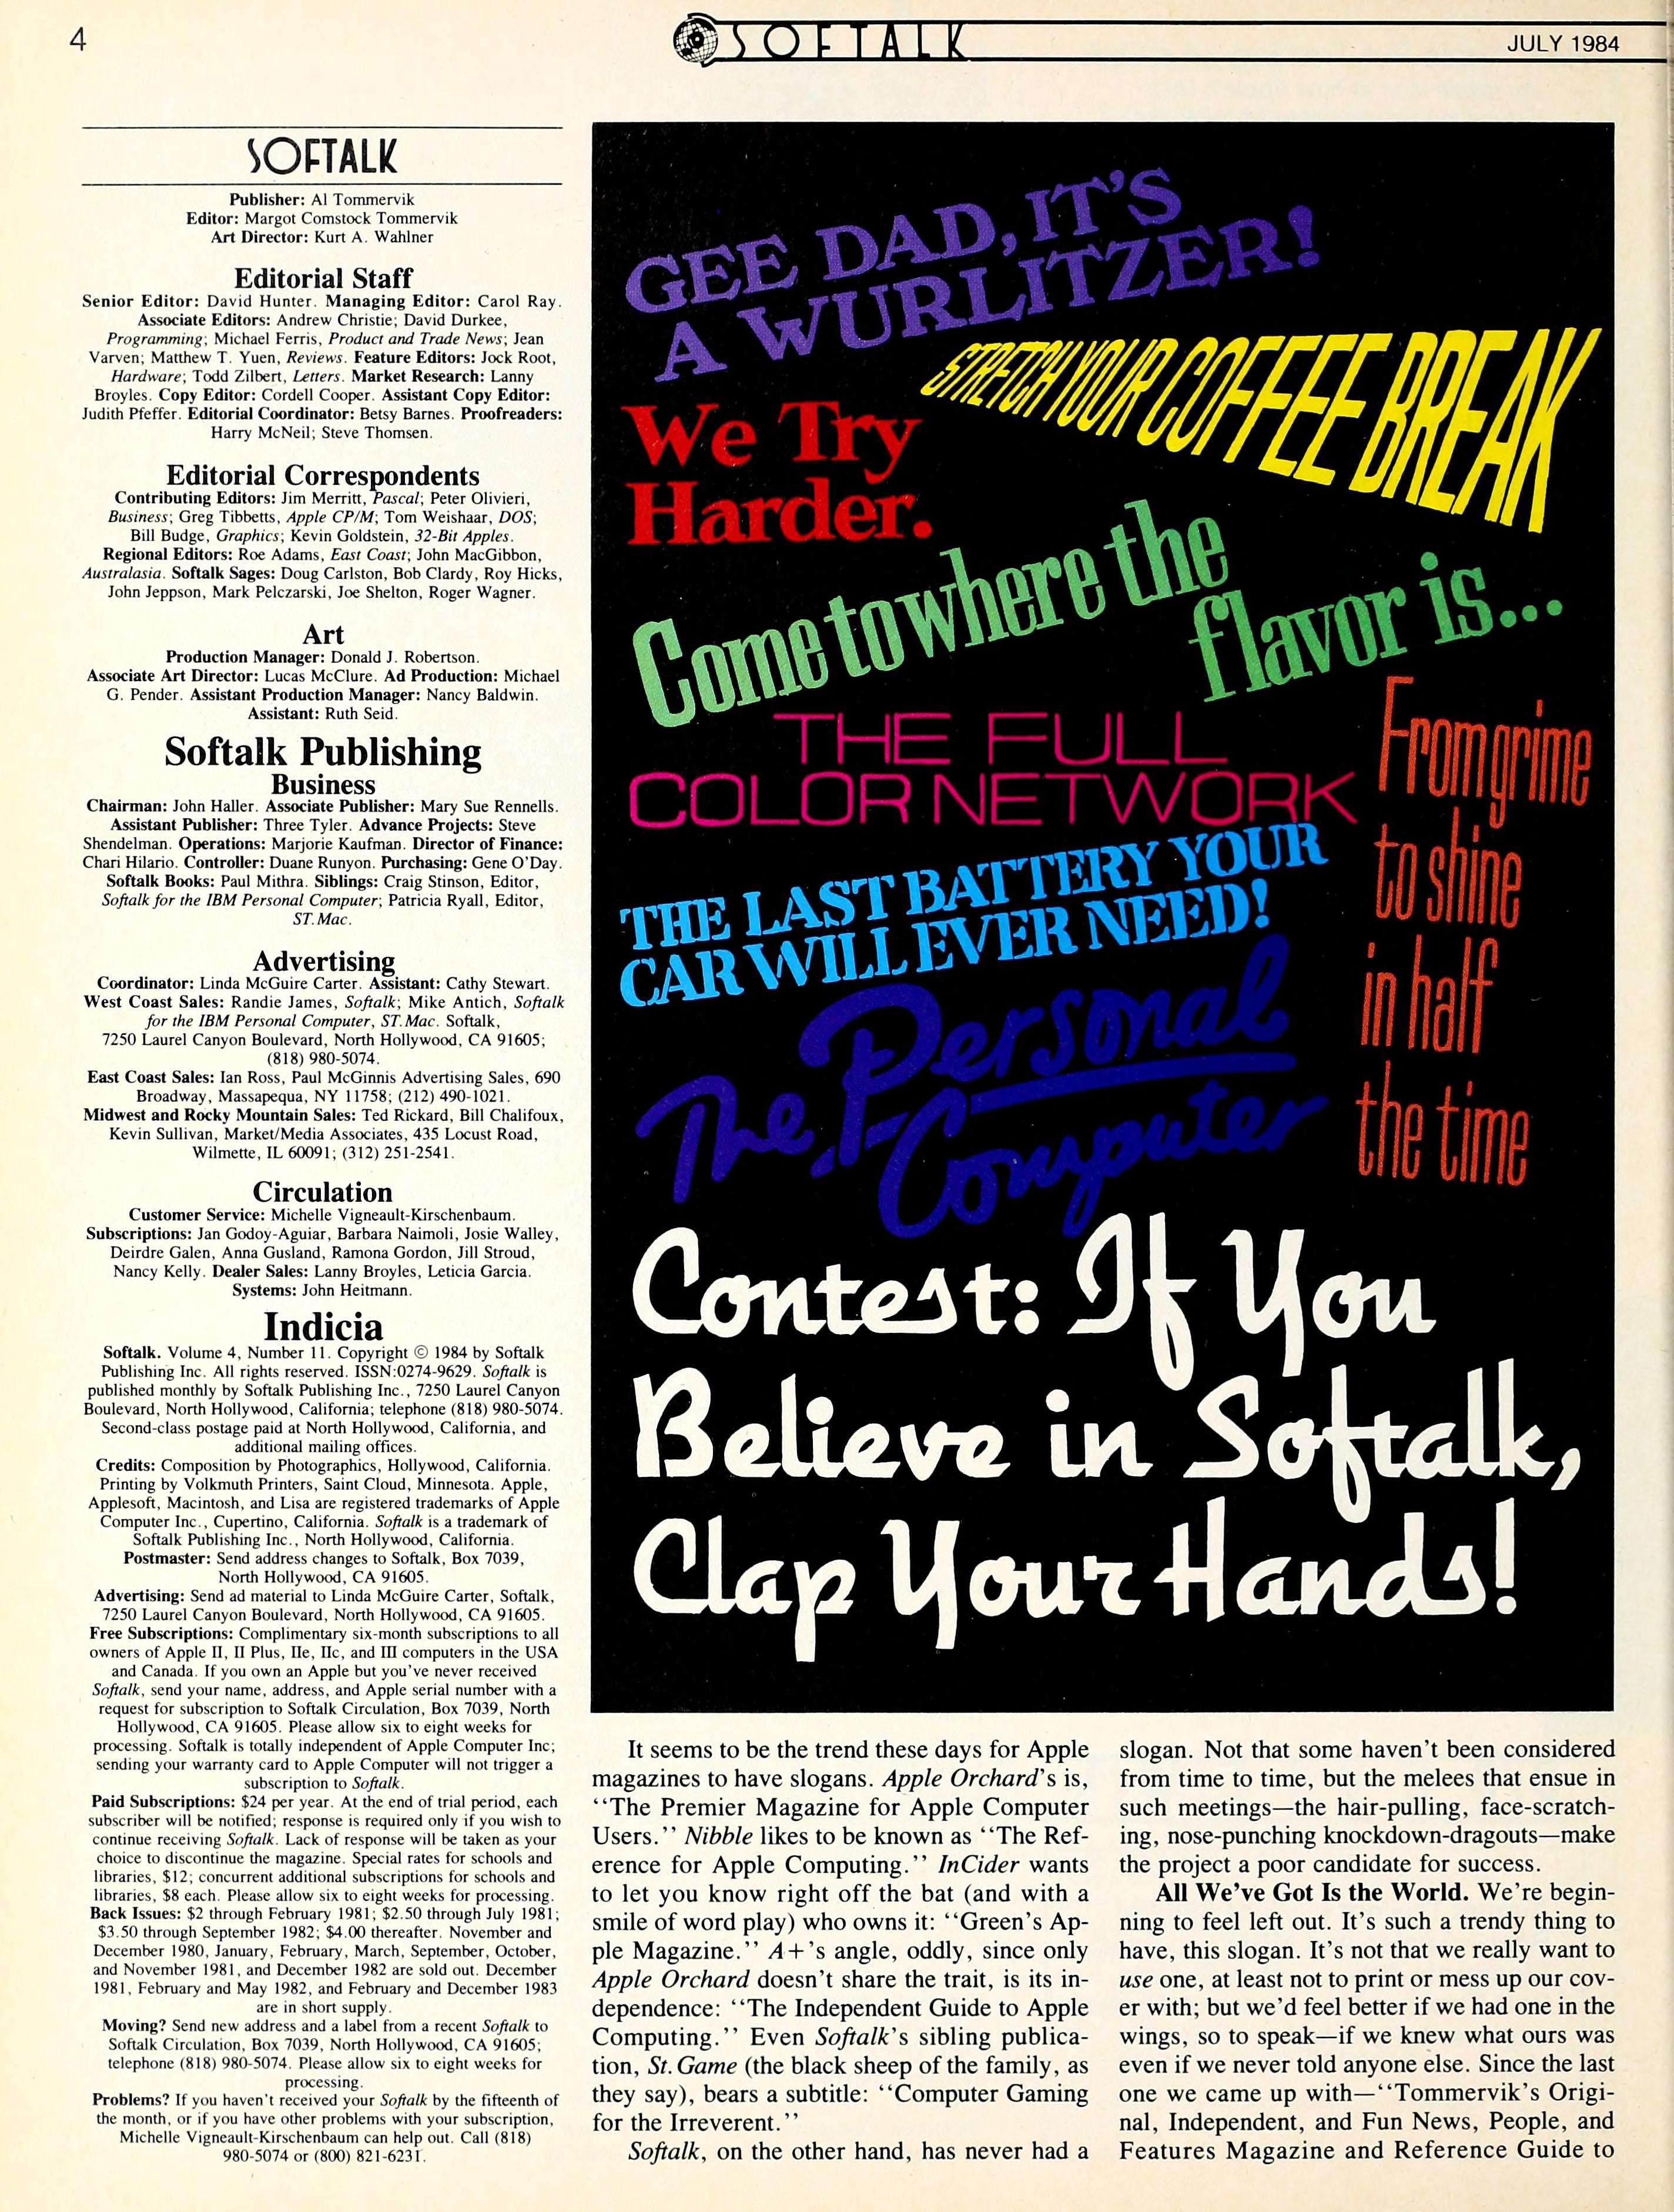 4
SOFTALK
JULY 1984
SOFTALK
Publisher: Al Tommervik
Editor: Margot Comstock Tommervik
Art Director: Kurt A. Wahlner
Editorial Staff
Senior Editor: David Hunter. Managing Editor: Carol Ray.
Associate Editors: Andrew Christie; David Durkee,
Programming; Michael Ferris, Product and Trade News; Jean
Varven; Matthew T. Yuen, Reviews. Feature Editors: Jock Root,
Hardware; Todd Zilbert, Letters. Market Research: Lanny
Broyles. Copy Editor: Cordell Cooper. Assistant Copy Editor:
Judith Pfeffer. Editorial Coordinator: Betsy Barnes. Proofreaders:
Harry McNeil; Steve Thomsen.
Editorial Correspondents
Contributing Editors: Jim Merritt, Pascal; Peter Olivieri,
Business; Greg Tibbetts, Apple CP/M; Tom Weishaar, DOS;
Bill Budge, Graphics; Kevin Goldstein, 32-Bit Apples.
Regional Editors: Roe Adams, East Coast; John MacGibbon,
Australasia. Softalk Sages: Doug Carlston, Bob Clardy, Roy Hicks,
John Jeppson, Mark Pelczarski, Joe Shelton, Roger Wagner.
Art
Production Manager: Donald J. Robertson.
Associate Art Director: Lucas McClure. Ad Production: Michael
G. Pender. Assistant Production Manager: Nancy Baldwin.
Assistant: Ruth Seid.
Softalk Publishing
Business
Chairman: John Haller. Associate Publisher: Mary Sue Rennells.
Assistant Publisher: Three Tyler. Advance Projects: Steve
Shendelman. Operations: Marjorie Kaufman. Director of Finance:
Chari Hilario. Controller: Duane Runyon. Purchasing: Gene O'Day.
Softalk Books: Paul Mithra. Siblings: Craig Stinson, Editor,
Softalk for the IBM Personal Computer; Patricia Ryall, Editor,
ST.Mac.
Advertising
Coordinator: Linda McGuire Carter. Assistant: Cathy Stewart.
West Coast Sales: Randie James, Softalk; Mike Antich, Softalk
for the IBM Personal Computer, ST.Mac. Softalk,
7250 Laurel Canyon Boulevard, North Hollywood, CA 91605;
(818) 980-5074.
East Coast Sales: Ian Ross, Paul McGinnis Advertising Sales, 690
Broadway, Massapequa, NY 11758; (212) 490-1021.
Midwest and Rocky Mountain Sales: Ted Rickard, Bill Chalifoux,
Kevin Sullivan, Market/Media Associates, 435 Locust Road,
Wilmette, IL 60091; (312) 251-2541.
Circulation
Customer Service: Michelle Vigneault-Kirschenbaum.
Subscriptions: Jan Godoy-Aguiar, Barbara Naimoli, Josie Walley,
Deirdre Galen, Anna Gusland, Ramona Gordon, Jill Stroud,
Nancy Kelly. Dealer Sales: Lanny Broyles, Leticia Garcia.
Systems: John Heitmann.
Indicia
Softalk. Volume 4, Number 11. Copyright © 1984 by Softalk
Publishing Inc. All rights reserved. ISSN:0274-9629. Softalk is
published monthly by Softalk Publishing Inc., 7250 Laurel Canyon
Boulevard, North Hollywood, California; telephone (818) 980-5074.
Second-class postage paid at North Hollywood, California, and
additional mailing offices.
Credits: Composition by Photographics, Hollywood, California.
Printing by Volkmuth Printers, Saint Cloud, Minnesota. Apple,
Applesoft, Macintosh, and Lisa are registered trademarks of Apple
Computer Inc., Cupertino, California. Softalk is a trademark of
Softalk Publishing Inc., North Hollywood, California.
Postmaster: Send address changes to Softalk, Box 7039,
North Hollywood, CA 91605.
Advertising: Send ad material to Linda McGuire Carter, Softalk,
7250 Laurel Canyon Boulevard, North Hollywood, CA 91605.
Free Subscriptions: Complimentary six-month subscriptions to all
owners of Apple II, II Plus, IIe, IIc, and III computers in the USA
and Canada. If you own an Apple but you've never received
Softalk, send your name, address, and Apple serial number with a
request for subscription to Softalk Circulation, Box 7039, North
Hollywood, CA 91605. Please allow six to eight weeks for
processing. Softalk is totally independent of Apple Computer Inc;
sending your warranty card to Apple Computer will not trigger a
subscription to Softalk.
Paid Subscriptions: $24 per year. At the end of trial period, each
subscriber will be notified; response is required only if you wish to
continue receiving Softalk. Lack of response will be taken as your
choice to discontinue the magazine. Special rates for schools and
libraries, $12; concurrent additional subscriptions for schools and
libraries, $8 each. Please allow six to eight weeks for processing.
Back Issues: $2 through February 1981; $2.50 through July 1981;
$3.50 through September 1982; $4.00 thereafter. November and
December 1980, January, February, March, September, October,
and November 1981, and December 1982 are sold out. December
1981, February and May 1982, and February and December 1983
are in short supply.
Moving? Send new address and a label from a recent Softalk to
Softalk Circulation, Box 7039, North Hollywood, CA 91605;
telephone (818) 980-5074. Please allow six to eight weeks for
processing.
Problems? If you haven't received your Softalk by the fifteenth of
the month, or if you have other problems with your subscription,
Michelle Vigneault-Kirschenbaum can help out. Call (818)
980-5074 or (800) 821-6231.
GEE DAD, IT'S
A WURLITZER!
STRETCH YOUR COFFEE BREAK
We Try
Harder.
Come to where the
flavor is...
THE FULL
COLOR NETWORK
From grime
to shine
in half
the time
THE LAST BATTERY YOUR
CAR WILL EVER NEED!
The Personal
Computer
Contest: If You
Believe in Softalk,
Clap Your Hands!
It seems to be the trend these days for Apple
magazines to have slogans. Apple Orchard's is,
"The Premier Magazine for Apple Computer
Users." Nibble likes to be known as "The Ref-
erence for Apple Computing." InCider wants
to let you know right off the bat (and with a
smile of word play) who owns it: "Green's Ap-
ple Magazine." A+'s angle, oddly, since only
Apple Orchard doesn't share the trait, is its in-
dependence: "The Independent Guide to Apple
Computing." Even Softalk's sibling publica-
tion, St.Game (the black sheep of the family, as
they say), bears a subtitle: "Computer Gaming
for the Irreverent."
Softalk, on the other hand, has never had a
slogan. Not that some haven't been considered
from time to time, but the melees that ensue in
such meetings—the hair-pulling, face-scratch-
ing, nose-punching knockdown-dragouts—make
the project a poor candidate for success.
All We've Got Is the World. We're begin-
ning to feel left out. It's such a trendy thing to
have, this slogan. It's not that we really want to
use one, at least not to print or mess up our cov-
er with; but we'd feel better if we had one in the
wings, so to speak—if we knew what ours was
even if we never told anyone else. Since the last
one we came up with—"Tommervik's Origi-
nal, Independent, and Fun News, People, and
Features Magazine and Reference Guide to